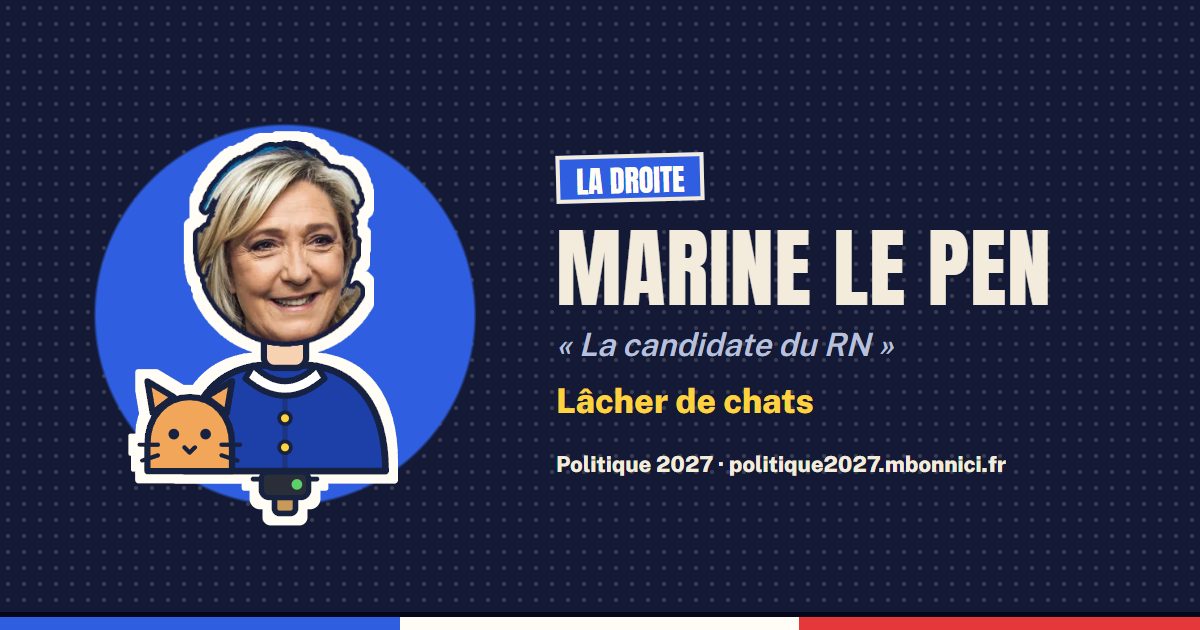 LA DROITE
MARINE LE PEN
« La candidate du RN »
Lâcher de chats
Politique 2027 · politique2027.mbonnici.fr